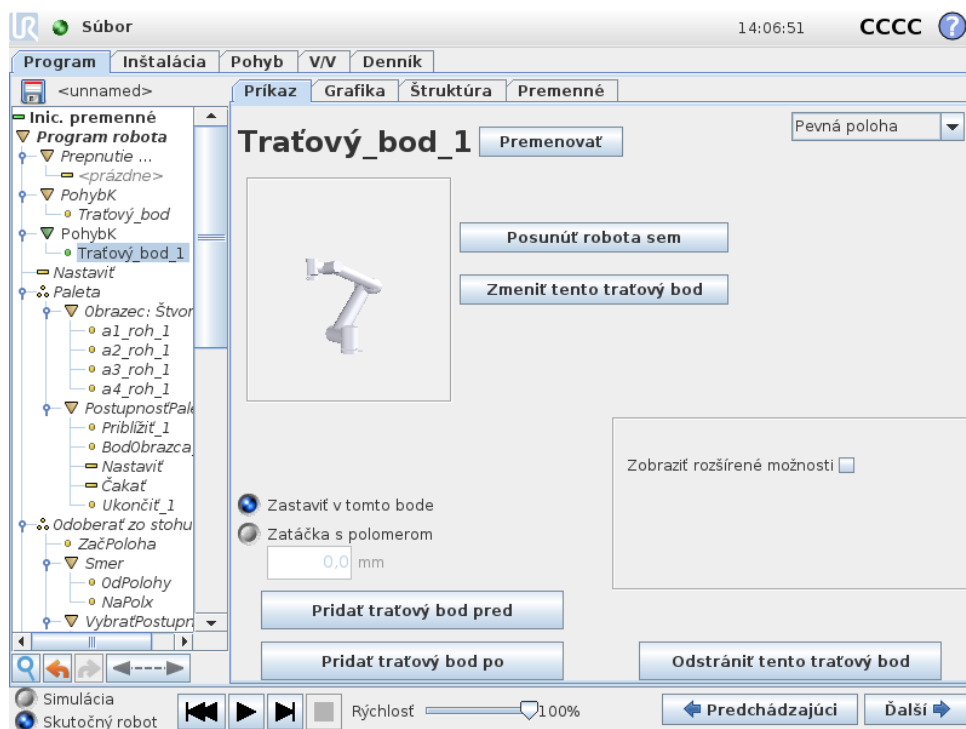 UR Súbor 14:06:51 CCCC ?
Program Inštalácia Pohyb V/V Denník
<unnamed>
Príkaz Grafika Štruktúra Premenné
Inic. premenné
Program robota
Prepnutie ...
<prázdne>
PohybK
Traťový_bod
PohybK
Traťový_bod_1
Nastaviť
Paleta
Obrazec: Štvor
a1_roh_1
a2_roh_1
a3_roh_1
a4_roh_1
PostupnosťPale
Priblížiť_1
BodObrazca_
Nastaviť
Čakať
Ukončiť_1
Odoberať zo stohu
ZačPoloha
Smer
OdPolohy
NaPolx
VybraťPostupn
Traťový_bod_1
Premenovať
Pevná poloha
Posunúť robota sem
Zmeniť tento traťový bod
Zobraziť rozšírené možnosti
Zastaviť v tomto bode
Zatáčka s polomerom
0,0 mm
Pridať traťový bod pred
Pridať traťový bod po
Odstrániť tento traťový bod
Simulácia
Skutočný robot
Rýchlosť 100%
Predchádzajúci
Ďalší